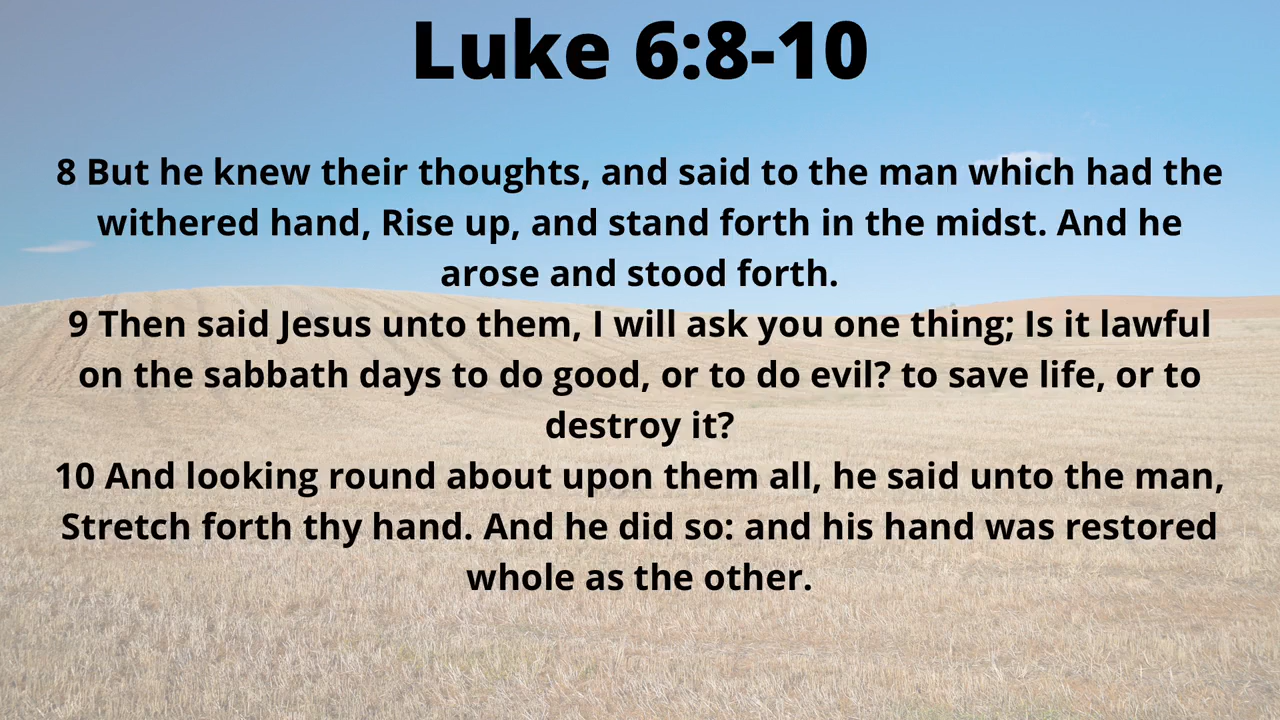 Luke 6:8-10
8 But he knew their thoughts, and said to the man which had the
withered hand, Rise up, and stand forth in the midst. And he
arose and stood forth.
9 Then said Jesus unto them, I will ask you one thing; Is it lawful
on the sabbath days to do good, or to do evil? to save life, or to
destroy it?
10 And looking round about upon them all, he said unto the man,
Stretch forth thy hand. And he did so: and his hand was restored
whole as the other.